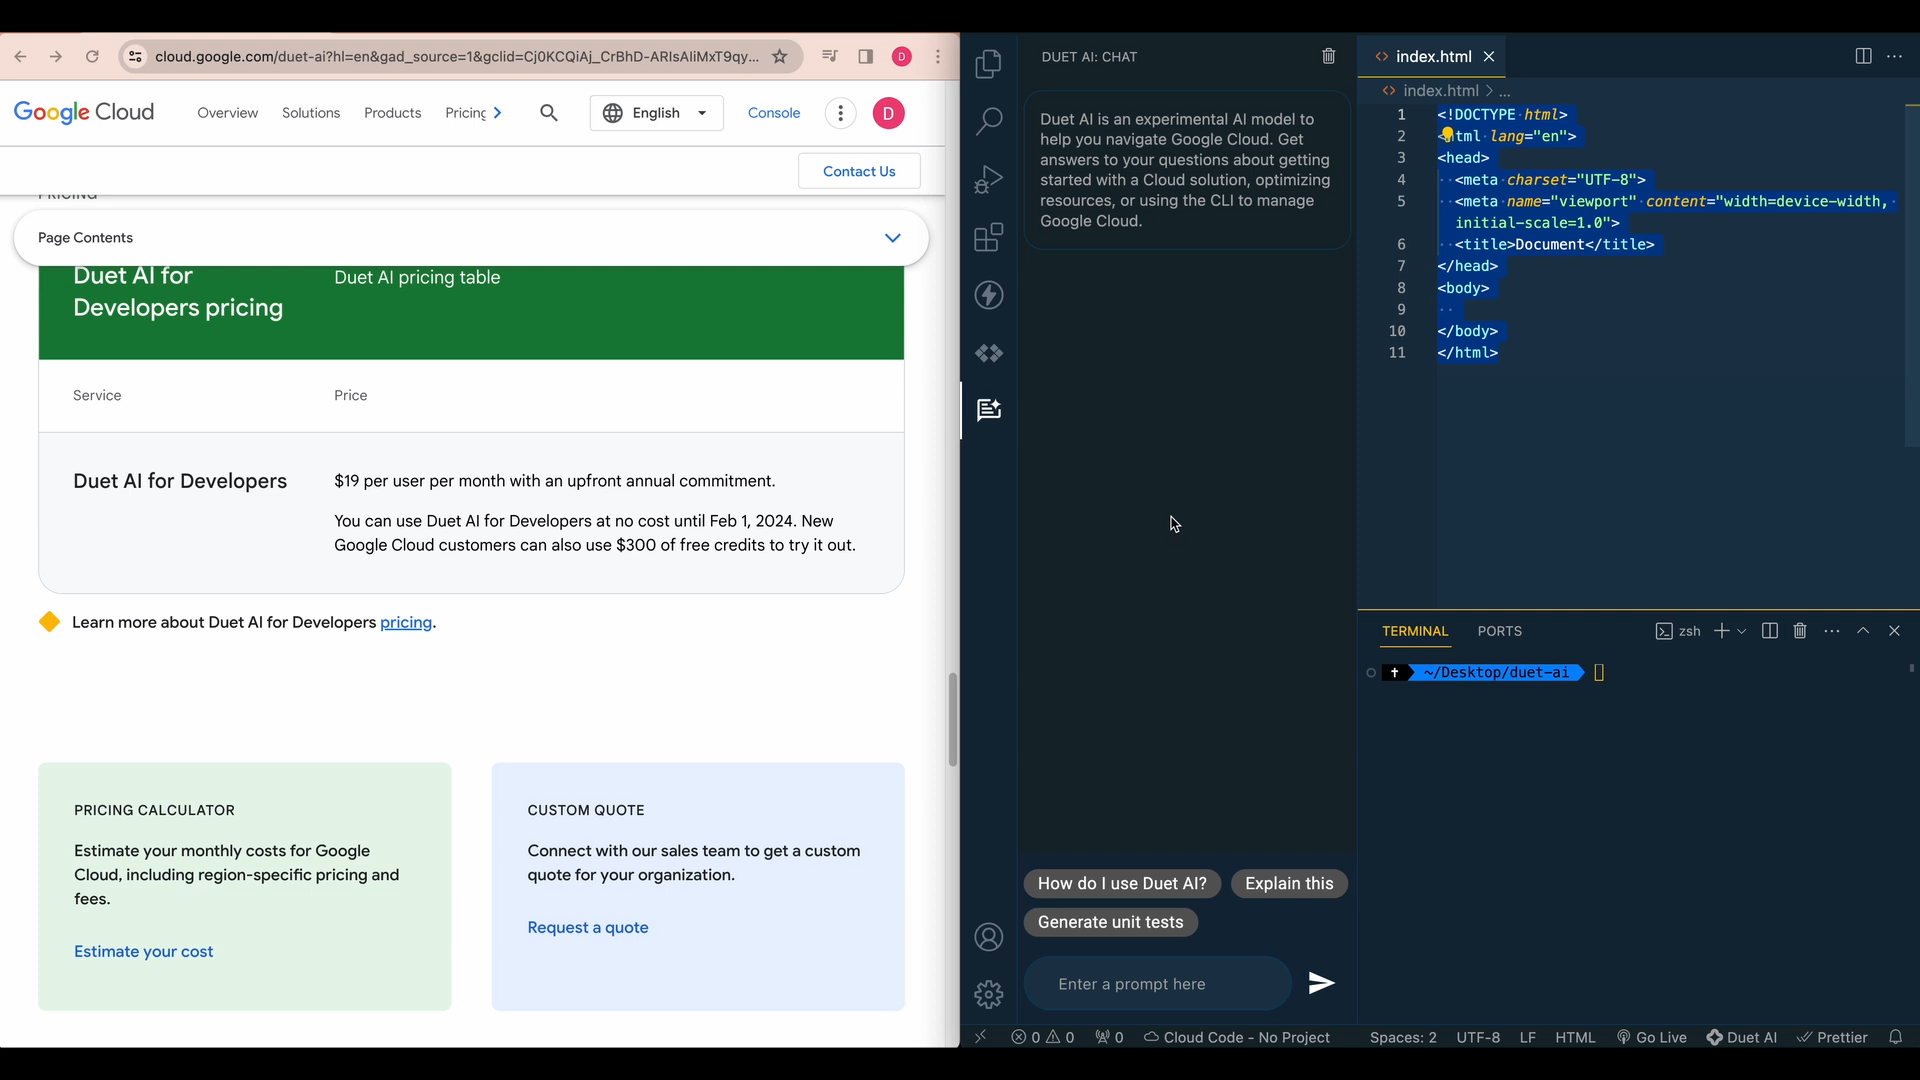 cloud.google.com/duet-ai?hl=en&gad_source=1&gclid=Cj0KCQiAj_CrBhD-ARIsAIiMxT9qy...
D
Google Cloud
Overview
Solutions
Products
Pricing
English
Console
D
Contact Us
PRICING
Page Contents
Duet AI for
Developers pricing
Duet AI pricing table
Service
Price
Duet AI for Developers
$19 per user per month with an upfront annual commitment.
You can use Duet AI for Developers at no cost until Feb 1, 2024. New
Google Cloud customers can also use $300 of free credits to try it out.
Learn more about Duet AI for Developers pricing.
PRICING CALCULATOR
Estimate your monthly costs for Google
Cloud, including region-specific pricing and
fees.
Estimate your cost
CUSTOM QUOTE
Connect with our sales team to get a custom
quote for your organization.
Request a quote
DUET AI: CHAT
Duet AI is an experimental AI model to
help you navigate Google Cloud. Get
answers to your questions about getting
started with a Cloud solution, optimizing
resources, or using the CLI to manage
Google Cloud.
How do I use Duet AI?
Explain this
Generate unit tests
Enter a prompt here
index.html
index.html > ...
1 <!DOCTYPE html>
2 <html lang="en">
3 <head>
4 <meta charset="UTF-8">
5 <meta name="viewport" content="width=device-width,
initial-scale=1.0">
6 <title>Document</title>
7 </head>
8 <body>
9
10 </body>
11 </html>
TERMINAL
PORTS
zsh
~/Desktop/duet-ai
0
0
0
Cloud Code - No Project
Spaces: 2
UTF-8
LF
HTML
Go Live
Duet AI
Prettier